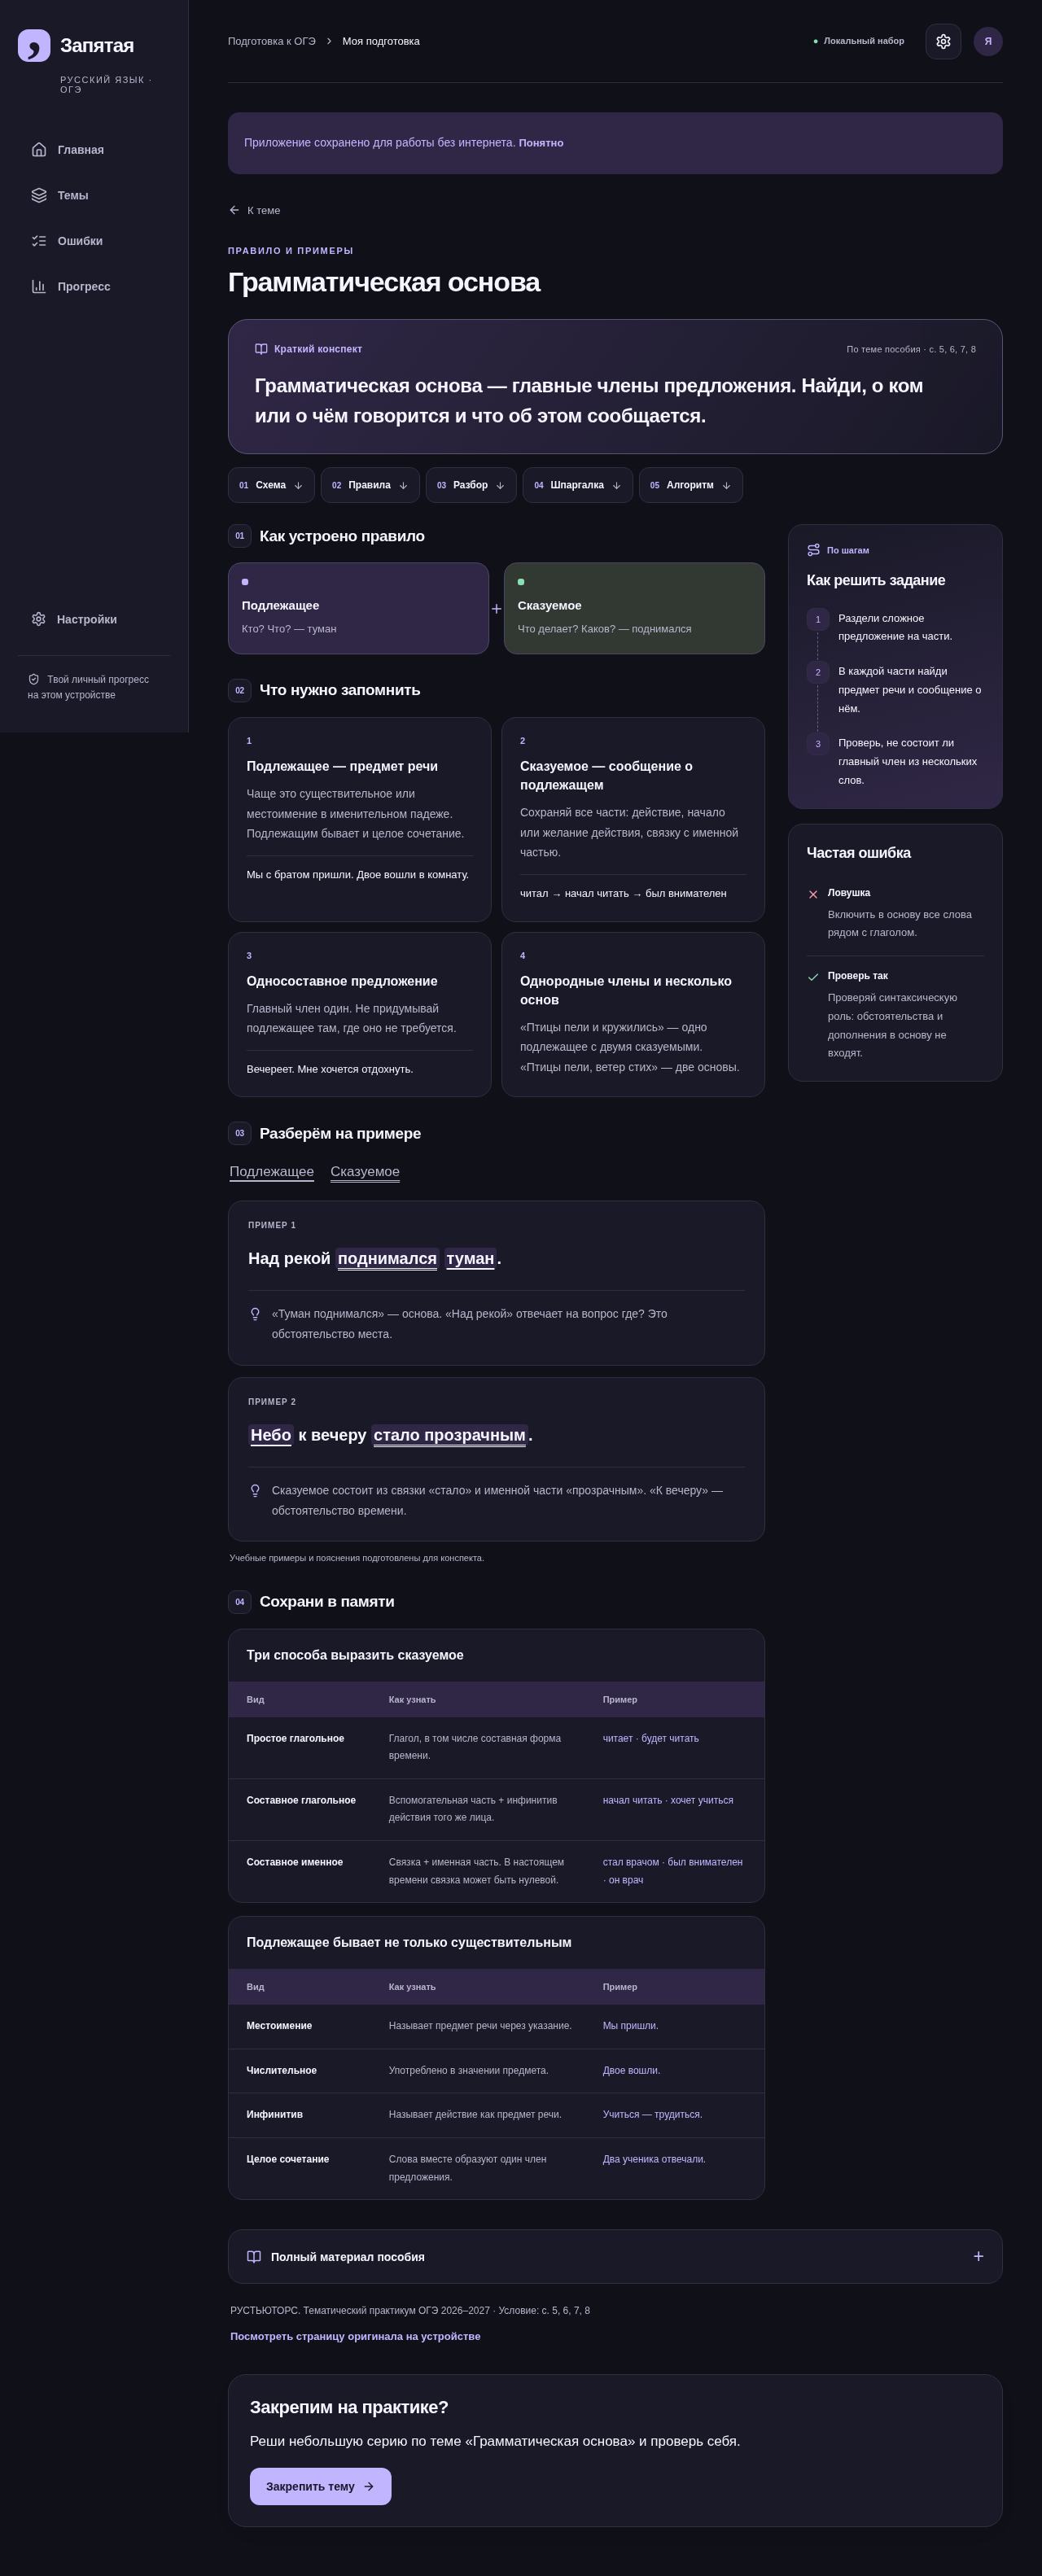 Запятая
РУССКИЙ ЯЗЫК ·
ОГЭ
Главная
Темы
Ошибки
Прогресс
Настройки
Твой личный прогресс
на этом устройстве
Подготовка к ОГЭ
Моя подготовка
Локальный набор
Я
Приложение сохранено для работы без интернета. Понятно
К теме
ПРАВИЛО И ПРИМЕРЫ
Грамматическая основа
Краткий конспект
По теме пособия · с. 5, 6, 7, 8
Грамматическая основа — главные члены предложения. Найди, о ком
или о чём говорится и что об этом сообщается.
01 Схема ↓
02 Правила ↓
03 Разбор ↓
04 Шпаргалка ↓
05 Алгоритм ↓
01 Как устроено правило
Подлежащее
Кто? Что? — туман
+
Сказуемое
Что делает? Каков? — поднимался
02 Что нужно запомнить
1
Подлежащее — предмет речи
Чаще это существительное или
местоимение в именительном падеже.
Подлежащим бывает и целое сочетание.
Мы с братом пришли. Двое вошли в комнату.
2
Сказуемое — сообщение о
подлежащем
Сохраняй все части: действие, начало
или желание действия, связку с именной
частью.
читал → начал читать → был внимателен
3
Односоставное предложение
Главный член один. Не придумывай
подлежащее там, где оно не требуется.
Вечереет. Мне хочется отдохнуть.
4
Однородные члены и несколько
основ
«Птицы пели и кружились» — одно
подлежащее с двумя сказуемыми.
«Птицы пели, ветер стих» — две основы.
По шагам
Как решить задание
1
Раздели сложное
предложение на части.
2
В каждой части найди
предмет речи и сообщение о
нём.
3
Проверь, не состоит ли
главный член из нескольких
слов.
Частая ошибка
Ловушка
Включить в основу все слова
рядом с глаголом.
Проверь так
Проверяй синтаксическую
роль: обстоятельства и
дополнения в основу не
входят.
03 Разберём на примере
Подлежащее Сказуемое
ПРИМЕР 1
Над рекой поднимался туман.
«Туман поднимался» — основа. «Над рекой» отвечает на вопрос где? Это
обстоятельство места.
ПРИМЕР 2
Небо к вечеру стало прозрачным.
Сказуемое состоит из связки «стало» и именной части «прозрачным». «К вечеру» —
обстоятельство времени.
Учебные примеры и пояснения подготовлены для конспекта.
04 Сохрани в памяти
Три способа выразить сказуемое
Вид Как узнать Пример
Простое глагольное
Глагол, в том числе составная форма
времени.
читает · будет читать
Составное глагольное
Вспомогательная часть + инфинитив
действия того же лица.
начал читать · хочет учиться
Составное именное
Связка + именная часть. В настоящем
времени связка может быть нулевой.
стал врачом · был внимателен
· он врач
Подлежащее бывает не только существительным
Вид Как узнать Пример
Местоимение Называет предмет речи через указание. Мы пришли.
Числительное Употреблено в значении предмета. Двое вошли.
Инфинитив Называет действие как предмет речи. Учиться — трудиться.
Целое сочетание
Слова вместе образуют один член
предложения.
Два ученика отвечали.
Полный материал пособия +
РУСТЬЮТОРС. Тематический практикум ОГЭ 2026–2027 · Условие: с. 5, 6, 7, 8
Посмотреть страницу оригинала на устройстве
Закрепим на практике?
Реши небольшую серию по теме «Грамматическая основа» и проверь себя.
Закрепить тему →